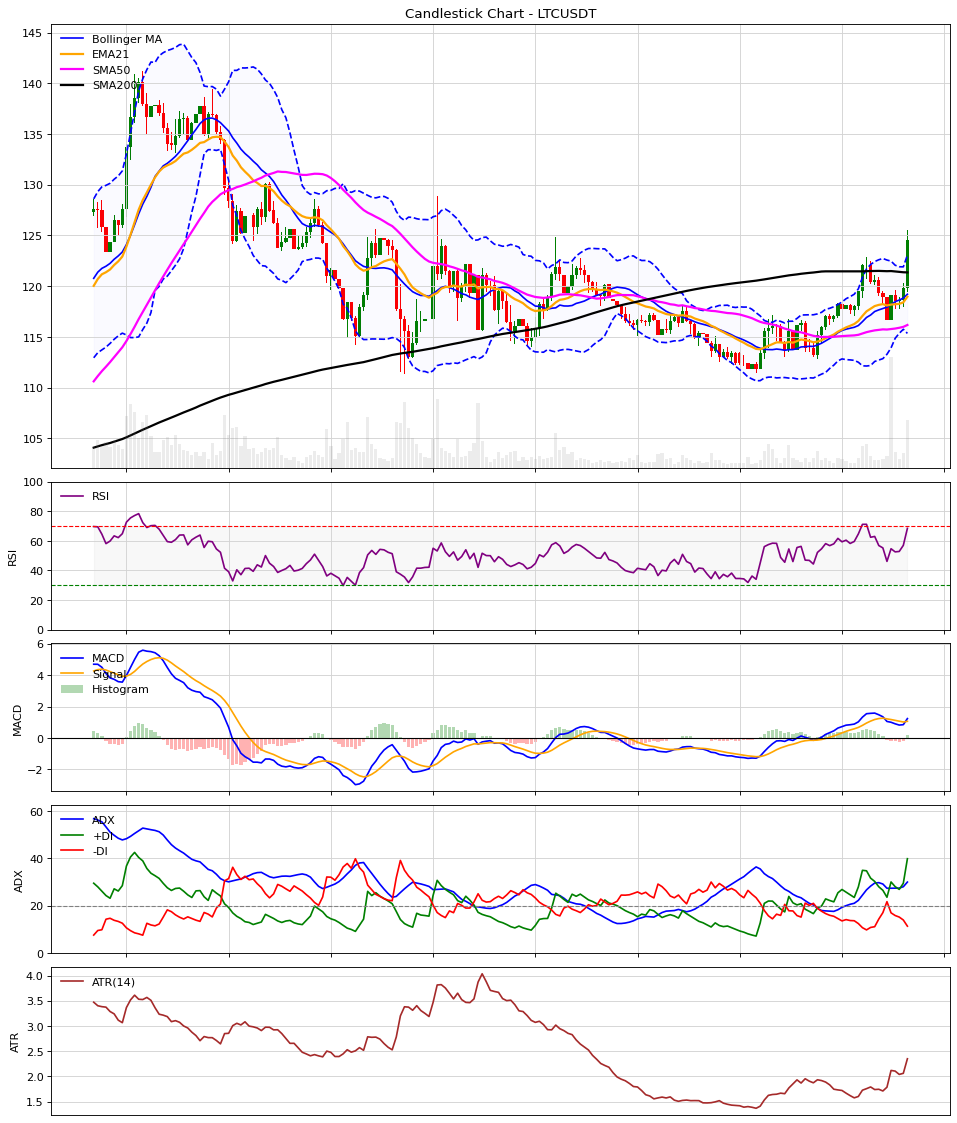 Candlestick Chart - LTCUSDT
145
140
135
130
125
120
115
110
105
Bollinger MA
EMA21
SMA50
SMA200
100
80
60
40
20
0
RSI
RSI
6
4
2
0
−2
MACD
MACD
Signal
Histogram
60
40
20
0
ADX
ADX
+DI
-DI
4.0
3.5
3.0
2.5
2.0
1.5
ATR
ATR(14)